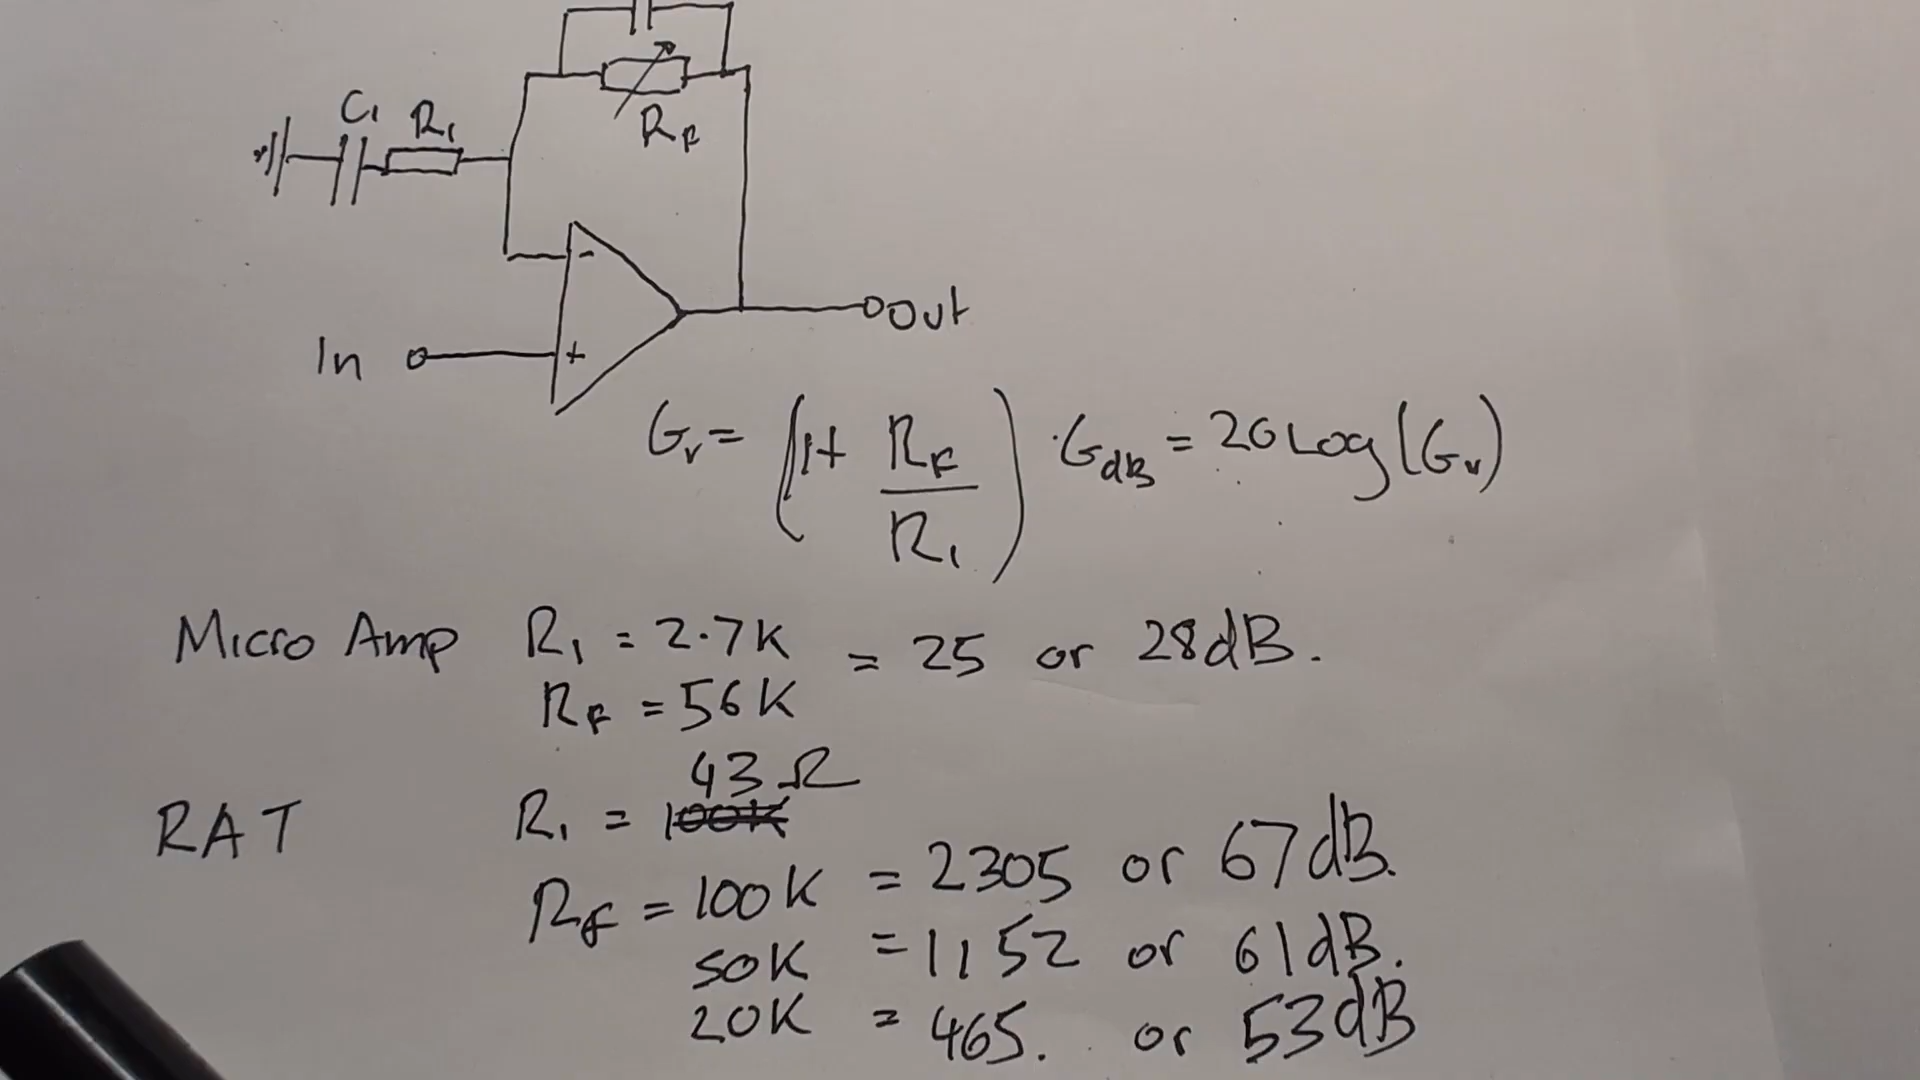 C1 R1
RF
-
In + Out
Gv = (1 + RF / R1) . GdB = 20 Log (Gv)
Micro Amp R1 = 2.7K = 25 or 28dB.
RF = 56K
43Ω
RAT R1 = 100K
RF = 100K = 2305 or 67dB.
50K = 1152 or 61dB.
20K = 465. or 53dB